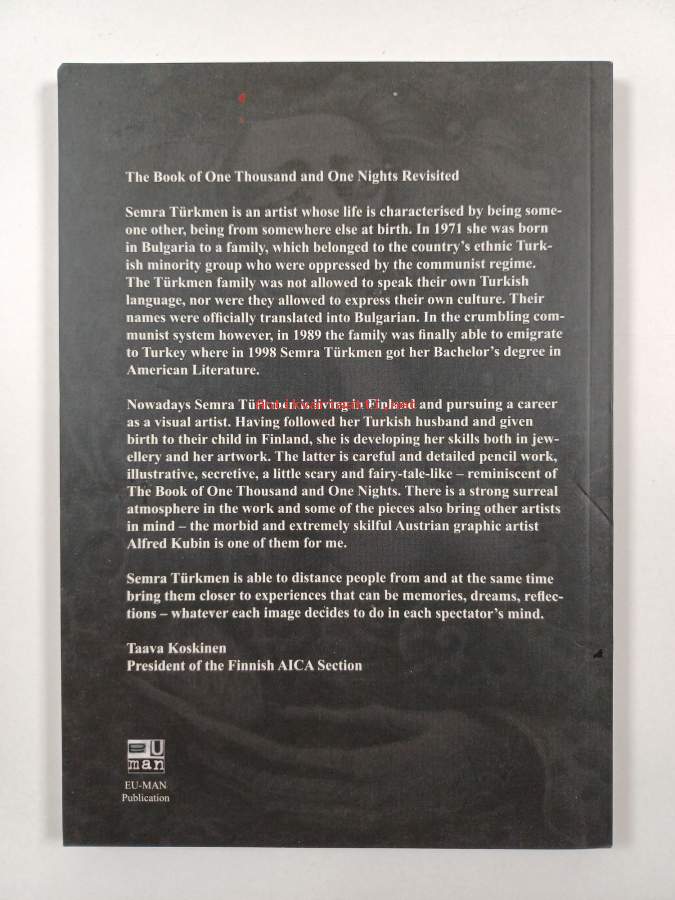 The Book of One Thousand and One Nights Revisited
Semra Türkmen is an artist whose life is characterised by being some-
one other, being from somewhere else at birth. In 1971 she was born
in Bulgaria to a family, which belonged to the country's ethnic Turk-
ish minority group who were oppressed by the communist regime.
The Türkmen family was not allowed to speak their own Turkish
language, nor were they allowed to express their own culture. Their
names were officially translated into Bulgarian. In the crumbling com-
munist system however, in 1989 the family was finally able to emigrate
to Turkey where in 1998 Semra Türkmen got her Bachelor's degree in
American Literature.
Nowadays Semra Türkmen is living in Finland and pursuing a career
as a visual artist. Having followed her Turkish husband and given
birth to their child in Finland, she is developing her skills both in jew-
ellery and her artwork. The latter is careful and detailed pencil work,
illustrative, secretive, a little scary and fairy-tale-like – reminiscent of
The Book of One Thousand and One Nights. There is a strong surreal
atmosphere in the work and some of the pieces also bring other artists
in mind – the morbid and extremely skilful Austrian graphic artist
Alfred Kubin is one of them for me.
Semra Türkmen is able to distance people from and at the same time
bring them closer to experiences that can be memories, dreams, reflec-
tions – whatever each image decides to do in each spectator's mind.
Taava Koskinen
President of the Finnish AICA Section
eU
man
EU-MAN
Publication